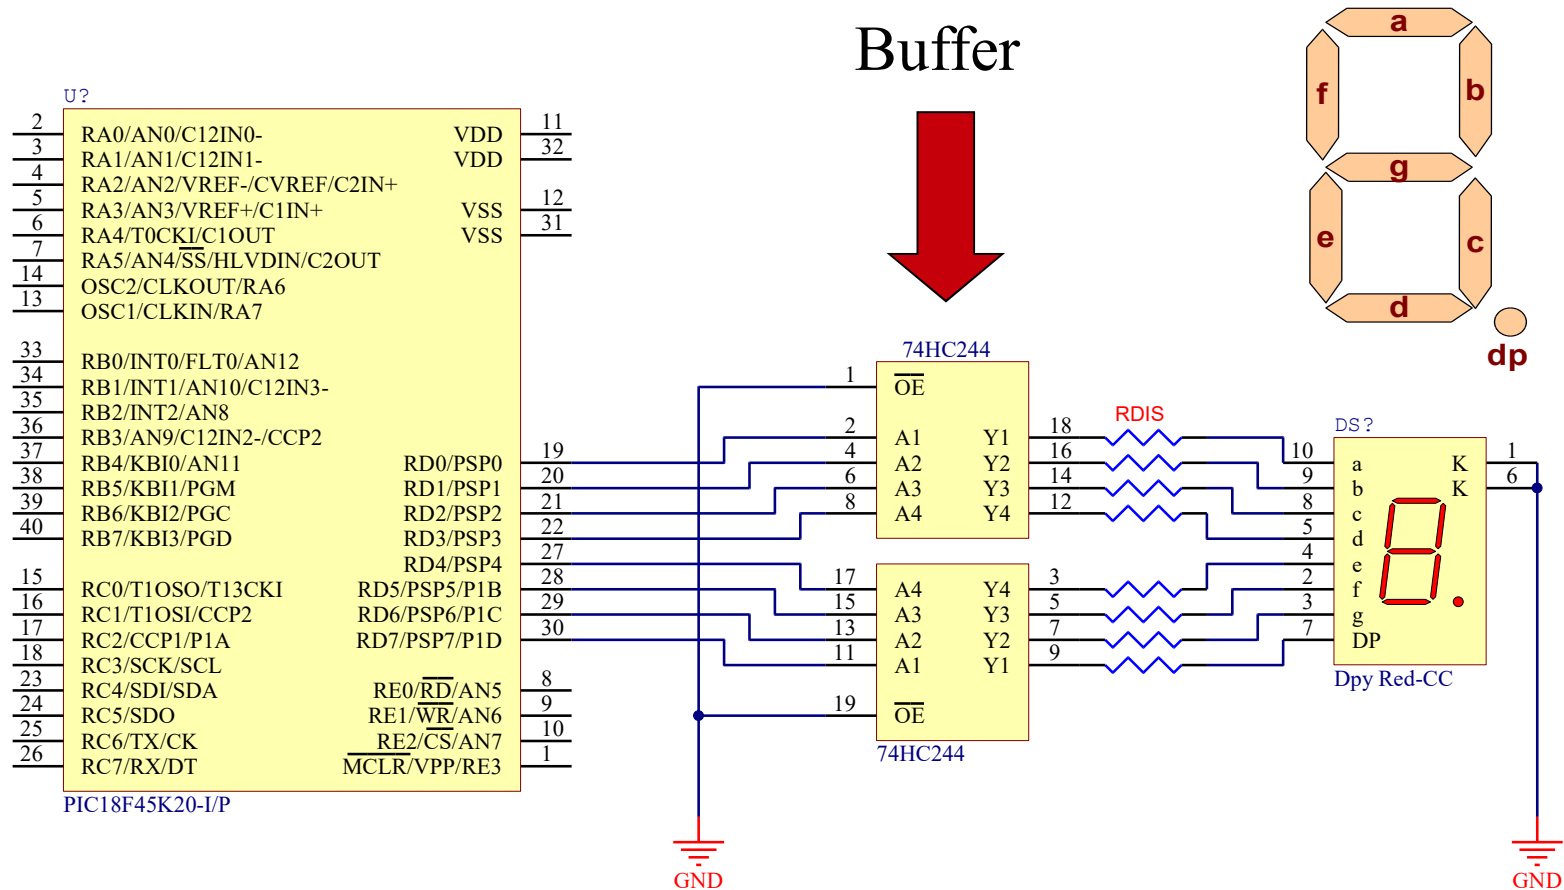 Buffer
a
f
b
g
e
c
d
dp
U?
2 RA0/AN0/C12IN0- VDD 11
3 RA1/AN1/C12IN1- VDD 32
4 RA2/AN2/VREF-/CVREF/C2IN+
5 RA3/AN3/VREF+/C1IN+ VSS 12
6 RA4/T0CKI/C1OUT VSS 31
7 RA5/AN4/SS/HLVDIN/C2OUT
14 OSC2/CLKOUT/RA6
13 OSC1/CLKIN/RA7
33 RB0/INT0/FLT0/AN12
34 RB1/INT1/AN10/C12IN3-
35 RB2/INT2/AN8
36 RB3/AN9/C12IN2-/CCP2
37 RB4/KBI0/AN11 RD0/PSP0 19
38 RB5/KBI1/PGM RD1/PSP1 20
39 RB6/KBI2/PGC RD2/PSP2 21
40 RB7/KBI3/PGD RD3/PSP3 22
RD4/PSP4 27
15 RC0/T1OSO/T13CKI RD5/PSP5/P1B 28
16 RC1/T1OSI/CCP2 RD6/PSP6/P1C 29
17 RC2/CCP1/P1A RD7/PSP7/P1D 30
18 RC3/SCK/SCL
23 RC4/SDI/SDA RE0/RD/AN5 8
24 RC5/SDO RE1/WR/AN6 9
25 RC6/TX/CK RE2/CS/AN7 10
26 RC7/RX/DT MCLR/VPP/RE3 1
PIC18F45K20-I/P
74HC244
1 OE
2 A1 Y1 18
4 A2 Y2 16
6 A3 Y3 14
8 A4 Y4 12
17 A4 Y4 3
15 A3 Y3 5
13 A2 Y2 7
11 A1 Y1 9
19 OE
74HC244
GND
RDIS
DS?
10 a K 1
9 b K 6
8 c
5 d
4 e
2 f
3 g
7 DP
Dpy Red-CC
GND